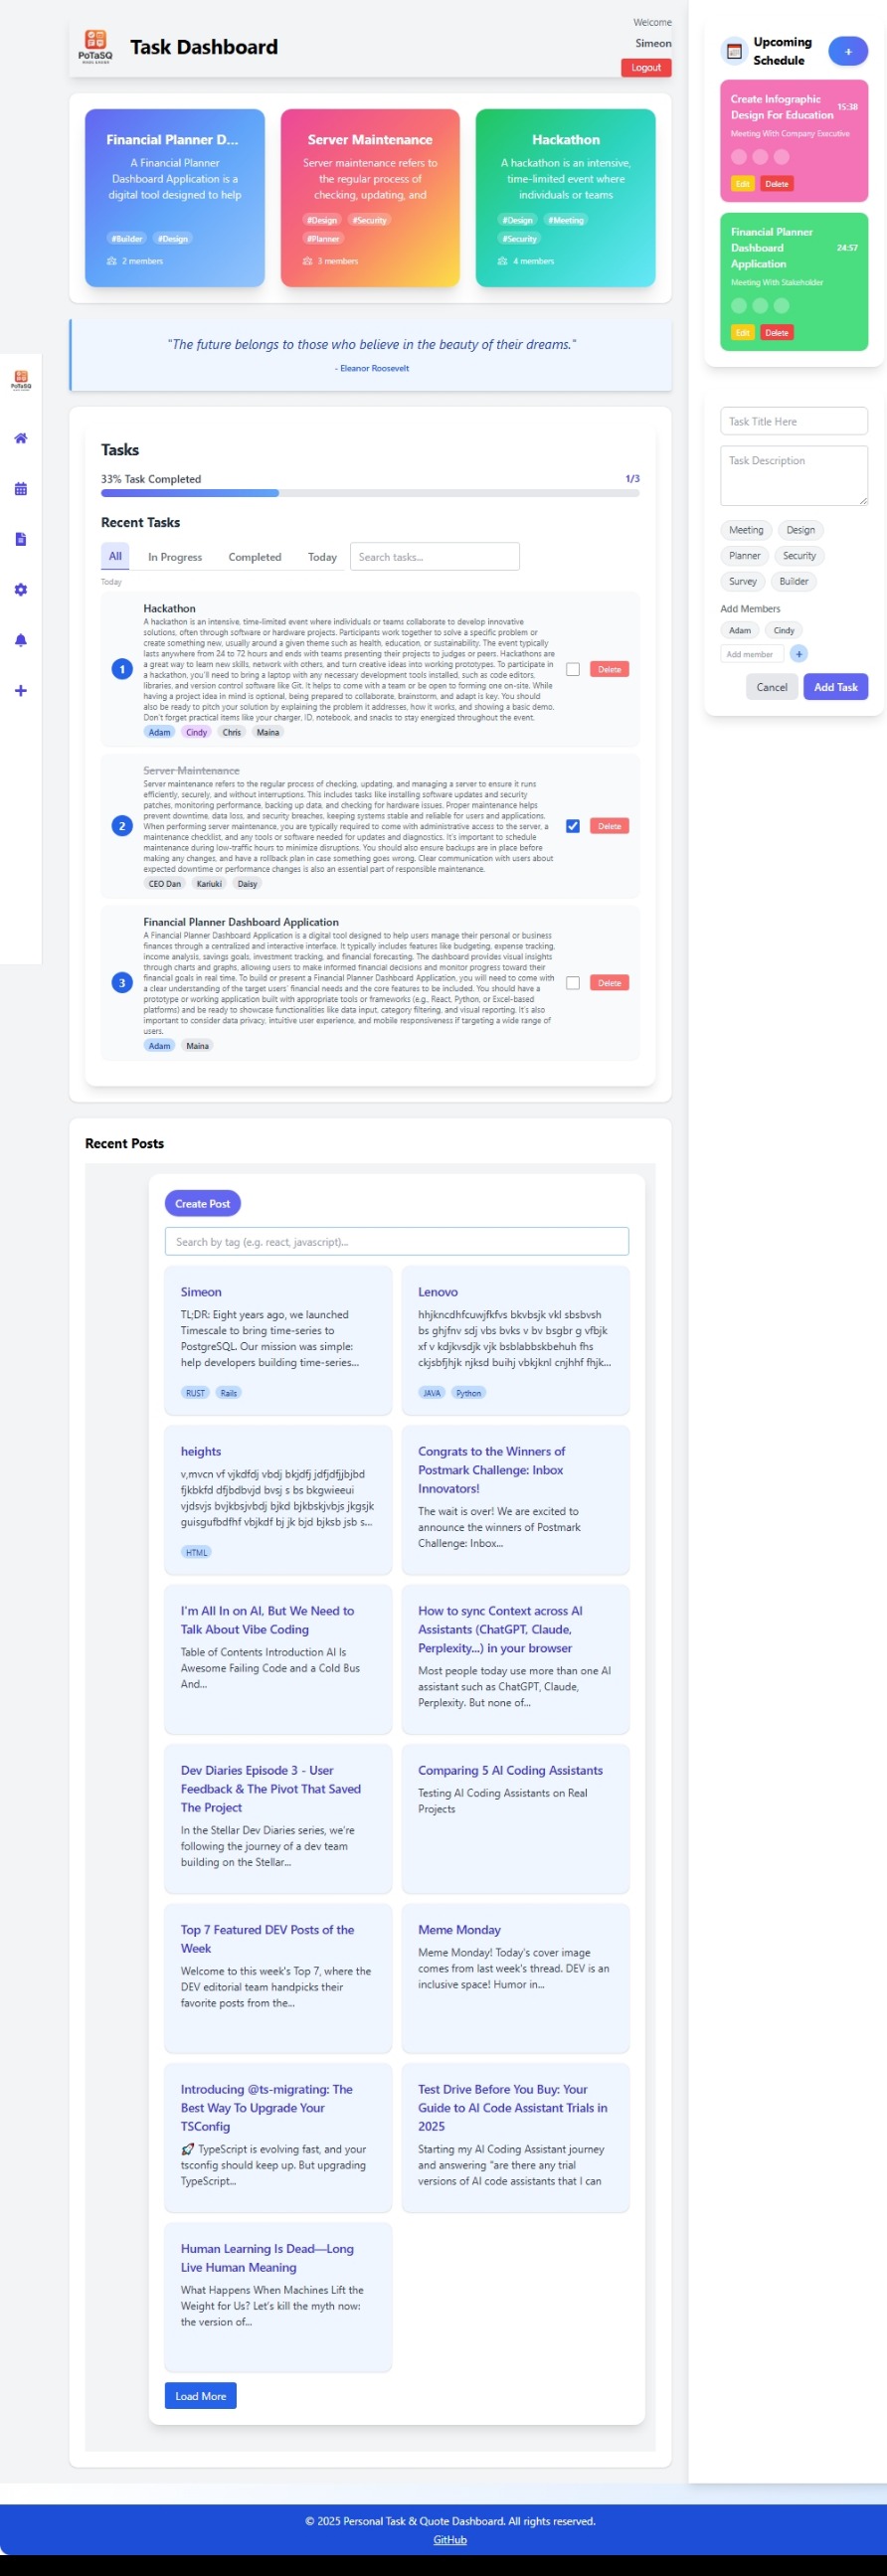 PoTaSQ
Task Dashboard
Welcome
Simeon
Logout
Financial Planner D...
A Financial Planner
Dashboard Application is a
digital tool designed to help
#Builder #Design
2 members
Server Maintenance
Server maintenance refers to
the regular process of
checking, updating, and
#Design #Security
#Planner
3 members
Hackathon
A hackathon is an intensive,
time-limited event where
individuals or teams
#Design #Meeting
#Security
4 members
"The future belongs to those who believe in the beauty of their dreams."
- Eleanor Roosevelt
PoTaSQ
Tasks
33% Task Completed 1/3
Recent Tasks
All In Progress Completed Today Search tasks...
Today
1
Hackathon
A hackathon is an intensive, time-limited event where individuals or teams collaborate to develop innovative
solutions, often through software or hardware projects. Participants work together to solve a specific problem or
create something new, usually around a given theme such as health, education, or sustainability. The event typically
lasts anywhere from 24 to 72 hours and ends with teams presenting their projects to judges or peers. Hackathons are
a great way to learn new skills, network with others, and turn creative ideas into working prototypes. To participate in
a hackathon, you'll need to bring a laptop with any necessary development tools installed, such as code editors,
libraries, and version control software like Git. It helps to come with a team or be open to forming one on-site. While
having a project idea in mind is optional, being prepared to collaborate, brainstorm, and adapt is key. You should
also be ready to pitch your solution by explaining the problem it addresses, how it works, and showing a basic demo.
Don't forget practical items like your charger, ID, notebook, and snacks to stay energized throughout the event.
Adam Cindy Chris Maina
Delete
2
Server Maintenance
Server maintenance refers to the regular process of checking, updating, and managing a server to ensure it runs
efficiently, securely, and without interruptions. This includes tasks like installing software updates and security
patches, monitoring performance, backing up data, and checking for hardware issues. Proper maintenance helps
prevent downtime, data loss, and security breaches, keeping systems stable and reliable for users and applications.
When performing server maintenance, you are typically required to come with administrative access to the server, a
maintenance checklist, and any tools or software needed for updates and diagnostics. It's important to schedule
maintenance during low-traffic hours to minimize disruptions. You should also ensure backups are in place before
making any changes, and have a rollback plan in case something goes wrong. Clear communication with users about
expected downtime or performance changes is also an essential part of responsible maintenance.
CEO Dan Kariuki Daisy
Delete
3
Financial Planner Dashboard Application
A Financial Planner Dashboard Application is a digital tool designed to help users manage their personal or business
finances through a centralized and interactive interface. It typically includes features like budgeting, expense tracking,
income analysis, savings goals, investment tracking, and financial forecasting. The dashboard provides visual insights
through charts and graphs, allowing users to make informed financial decisions and monitor progress toward their
financial goals in real time. To build or present a Financial Planner Dashboard Application, you will need to come with
a clear understanding of the target users' financial needs and the core features to be included. You should have a
prototype or working application built with appropriate tools or frameworks (e.g., React, Python, or Excel-based
platforms) and be ready to showcase functionalities like data input, category filtering, and visual reporting. It's also
important to consider data privacy, intuitive user experience, and mobile responsiveness if targeting a wide range of
users.
Adam Maina
Delete
Recent Posts
Create Post
Search by tag (e.g. react, javascript)...
Simeon
TL;DR: Eight years ago, we launched
Timescale to bring time-series to
PostgreSQL. Our mission was simple:
help developers building time-series...
RUST Rails
Lenovo
hhjkncdhfcuwjfkfvs bkvbsjk vkl sbsbvsh
bs ghjfnv sdj vbs bvks v bv bsgbr g vfbjk
xf v kdjkvsdjk vjk bsblabbskbehuh fhs
ckjsbfjhjk njksd buihj vbkjknl cnjhhf fhjk...
JAVA Python
heights
v,mvcn vf vjkdfdj vbdj bkjdfj jdfjdfjjbjbd
fjkbkfd dfjbdbvjd bvsj s bs bkgwieeui
vjdsvjs bvjkbsjvbdj bjkd bjkbskjvbjs jkgsjk
guisgufbdfhf vbjkdf bj jk bjd bjksb jsb s...
HTML
Congrats to the Winners of
Postmark Challenge: Inbox
Innovators!
The wait is over! We are excited to
announce the winners of Postmark
Challenge: Inbox...
I'm All In on AI, But We Need to
Talk About Vibe Coding
Table of Contents Introduction AI Is
Awesome Failing Code and a Cold Bus
And...
How to sync Context across AI
Assistants (ChatGPT, Claude,
Perplexity...) in your browser
Most people today use more than one AI
assistant such as ChatGPT, Claude,
Perplexity. But none of...
Dev Diaries Episode 3 - User
Feedback & The Pivot That Saved
The Project
In the Stellar Dev Diaries series, we're
following the journey of a dev team
building on the Stellar...
Comparing 5 AI Coding Assistants
Testing AI Coding Assistants on Real
Projects
Top 7 Featured DEV Posts of the
Week
Welcome to this week's Top 7, where the
DEV editorial team handpicks their
favorite posts from the...
Meme Monday
Meme Monday! Today's cover image
comes from last week's thread. DEV is an
inclusive space! Humor in...
Introducing @ts-migrating: The
Best Way To Upgrade Your
TSConfig
🚀 TypeScript is evolving fast, and your
tsconfig should keep up. But upgrading
TypeScript...
Test Drive Before You Buy: Your
Guide to AI Code Assistant Trials in
2025
Starting my AI Coding Assistant journey
and answering "are there any trial
versions of AI code assistants that I can
Human Learning Is Dead—Long
Live Human Meaning
What Happens When Machines Lift the
Weight for Us? Let's kill the myth now:
the version of...
Load More
Upcoming
Schedule
+
Create Infographic
Design For Education
15:38
Meeting With Company Executive
Edit Delete
Financial Planner
Dashboard
Application
24:57
Meeting With Stakeholder
Edit Delete
Task Title Here
Task Description
Meeting Design
Planner Security
Survey Builder
Add Members
Adam Cindy
Add member +
Cancel Add Task
© 2025 Personal Task & Quote Dashboard. All rights reserved.
GitHub